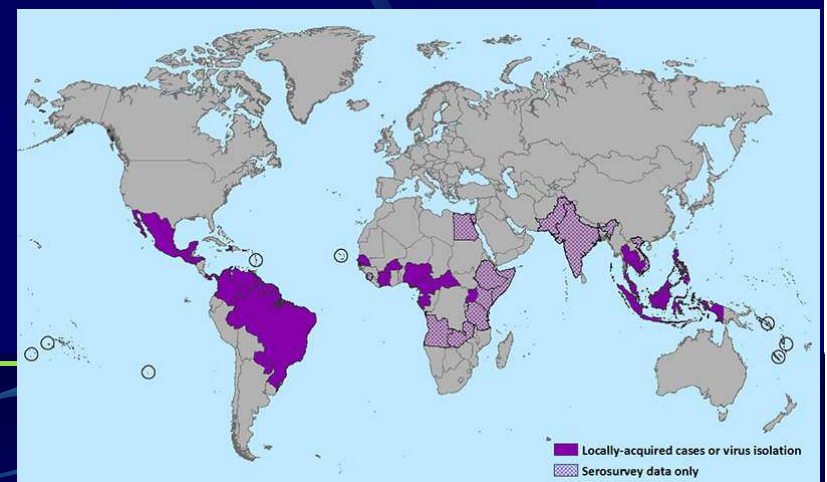 Locally-acquired cases or virus isolation
Serosurvey data only